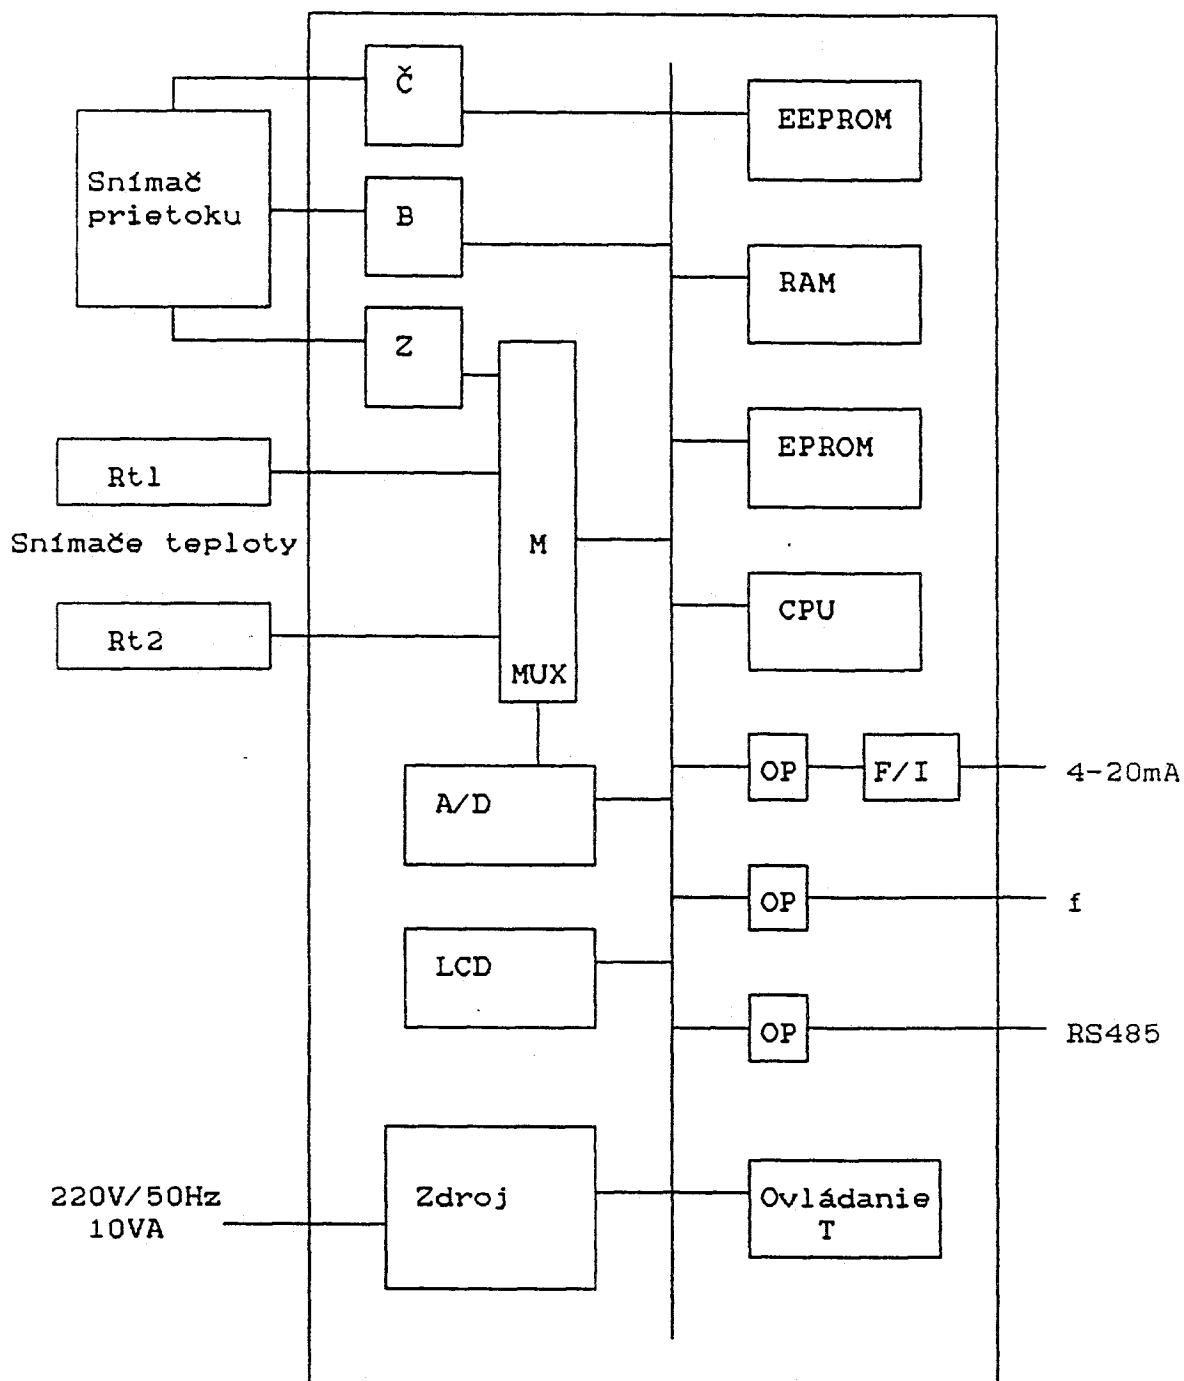 Č
EEPROM
Snímač
prietoku
B
RAM
Z
EPROM
Rt1
Snímače teploty
M
CPU
Rt2
MUX
OP
F/I
4-20mA
A/D
OP
f
LCD
OP
RS485
220V/50Hz
10VA
Zdroj
Ovládanie
T